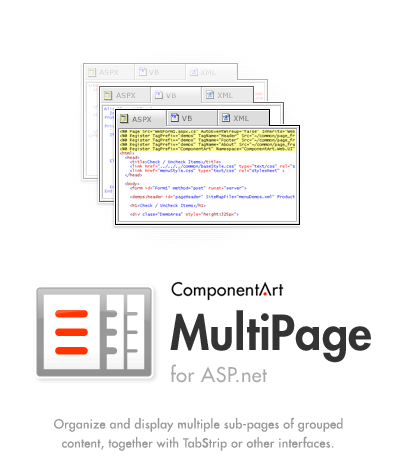 ASPX VB XML
ASPX VB XML
ASPX VB XML
<%@ Page Src="WebForm1.aspx.cs" AutoEventWireup="false" Inherits="Web
<%@ Register TagPrefix="demos" TagName="Header" Src="~/common/page_fra
<%@ Register TagPrefix="demos" TagName="Footer" Src="~/common/page_fra
<%@ Register TagPrefix="demos" TagName="About" Src="~/common/page_fra
<%@ Register TagPrefix="ComponentArt" Namespace="ComponentArt.Web.UI"
<html>
<head>
<title>Check / Uncheck Items</title>
<link href="../../../common/baseStyle.css" type="text/css" rel="s
<link href="menuStyle.css" type="text/css" rel="stylesheet" >
</head>
<body>
<form id="Form1" method="post" runat="server">
<demos:header id="pageHeader" SiteMapFile="menuDemos.xml" Product
<h1>Check / Uncheck Items</h1>
<div class="DemoArea" style="height:325px">
ComponentArt
MultiPage
for ASP.net
Organize and display multiple sub-pages of grouped
content, together with TabStrip or other interfaces.